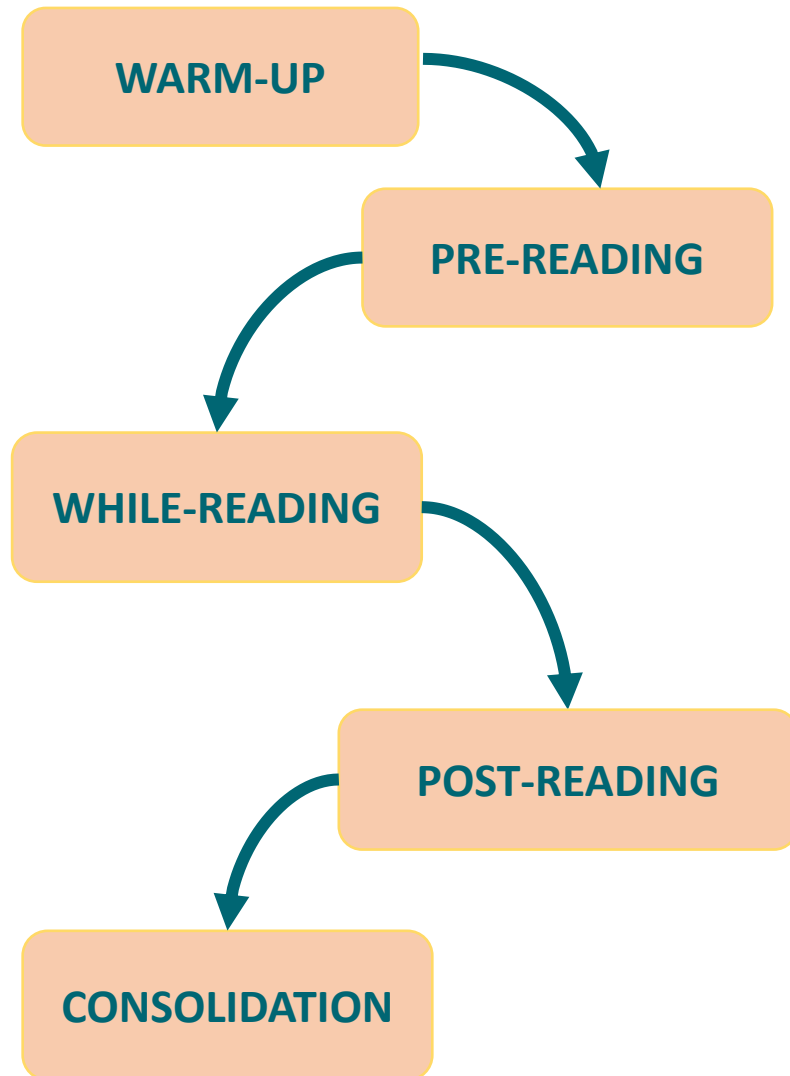 WARM-UP
PRE-READING
WHILE-READING
POST-READING
CONSOLIDATION